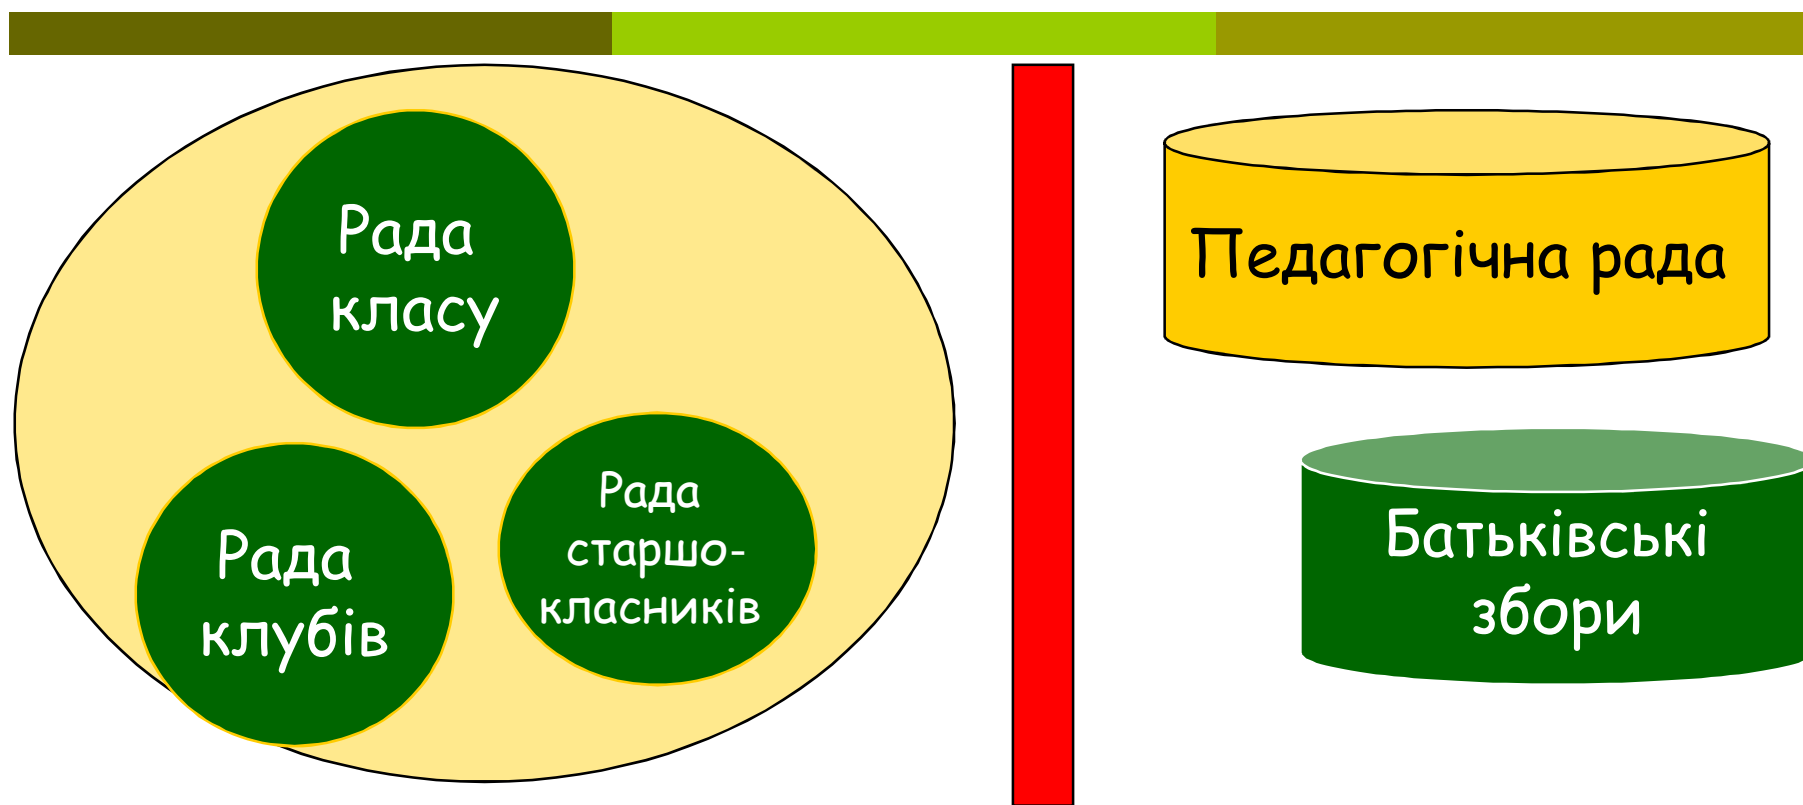 Рада
класу
Рада
клубів
Рада
старшо-
класників
Педагогічна рада
Батьківські
збори